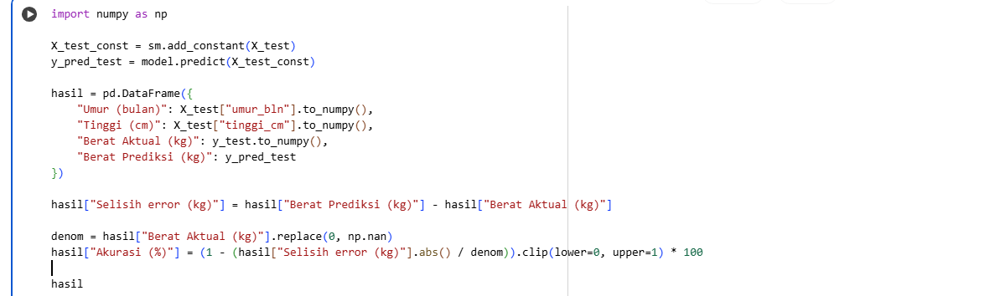 import numpy as np
X_test_const = sm.add_constant(X_test)
y_pred_test = model.predict(X_test_const)
hasil = pd.DataFrame({
    "Umur (bulan)": X_test["umur_bln"].to_numpy(),
    "Tinggi (cm)": X_test["tinggi_cm"].to_numpy(),
    "Berat Aktual (kg)": y_test.to_numpy(),
    "Berat Prediksi (kg)": y_pred_test
})
hasil["Selisih error (kg)"] = hasil["Berat Prediksi (kg)"] - hasil["Berat Aktual (kg)"]
denom = hasil["Berat Aktual (kg)"].replace(0, np.nan)
hasil["Akurasi (%)"] = (1 - (hasil["Selisih error (kg)"].abs() / denom)).clip(lower=0, upper=1) * 100
hasil